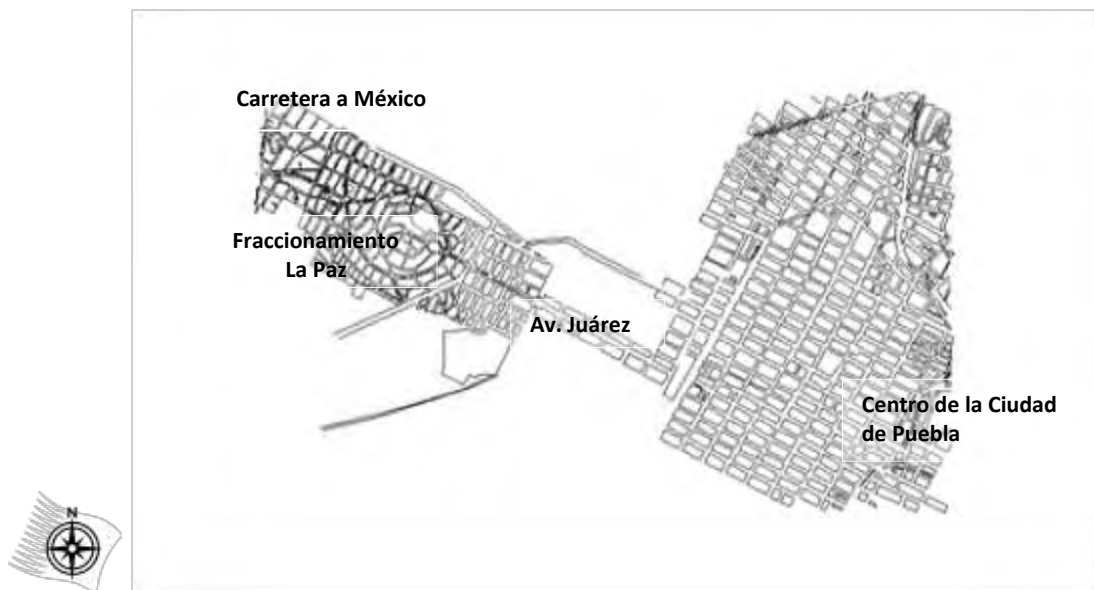 Carretera a México
Fraccionamiento
La Paz
Av. Juárez
Centro de la Ciudad
de Puebla
N